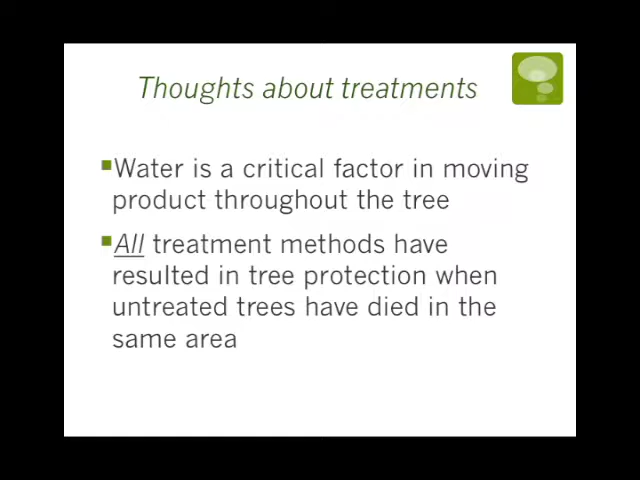 Thoughts about treatments
Water is a critical factor in moving
product throughout the tree
All treatment methods have
resulted in tree protection when
untreated trees have died in the
same area